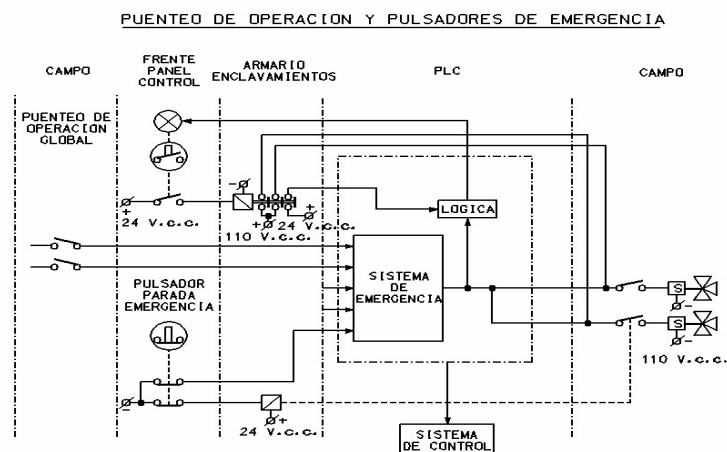 PUENTEO DE OPERACION Y PULSADORES DE EMERGENCIA
CAMPO
FRENTE
PANEL
CONTROL
ARMARIO
ENCLAVAMIENTOS
PLC
CAMPO
PUENTEO DE
OPERACION
GLOBAL
-
+
24 V.c.c.
+
110 V.c.c.
+
24 V.c.c.
LOGICA
PULSADOR
PARADA
EMERGENCIA
SISTEMA
DE
EMERGENCIA
S
-
S
-
110 V.c.c.
-
+
24 V.c.c.
SISTEMA
DE CONTROL